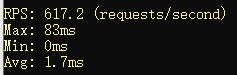 RPS: 617.2 (requests/second)
Max: 83ms
Min: 0ms
Avg: 1.7ms